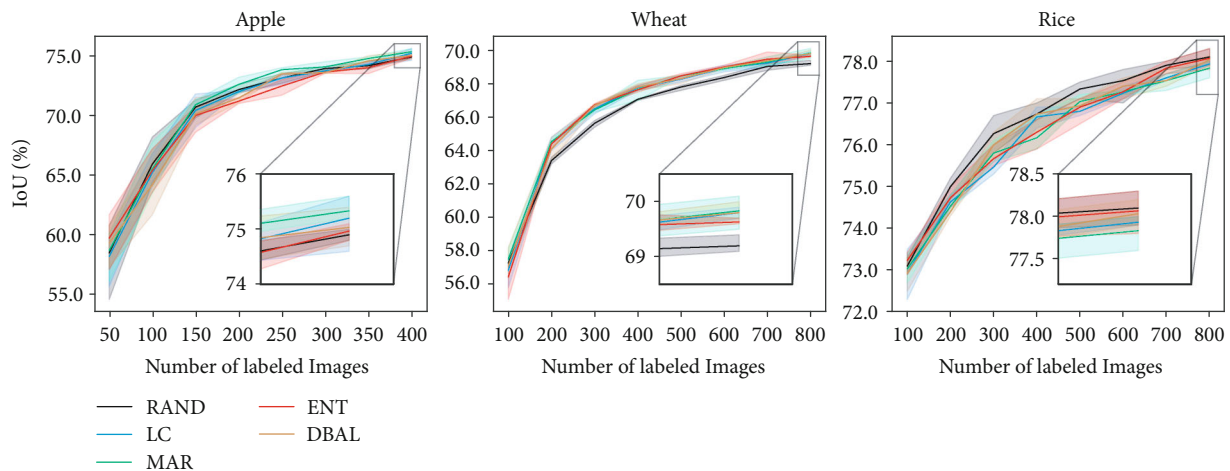 Apple
Wheat
Rice
IoU (%)
75.0
70.0
65.0
60.0
55.0
76
75
74
50 100 150 200 250 300 350 400
Number of labeled Images
70.0
68.0
66.0
64.0
62.0
60.0
58.0
56.0
70
69
100 200 300 400 500 600 700 800
Number of labeled Images
78.0
77.0
76.0
75.0
74.0
73.0
72.0
78.5
78.0
77.5
100 200 300 400 500 600 700 800
Number of labeled Images
RAND
LC
MAR
ENT
DBAL